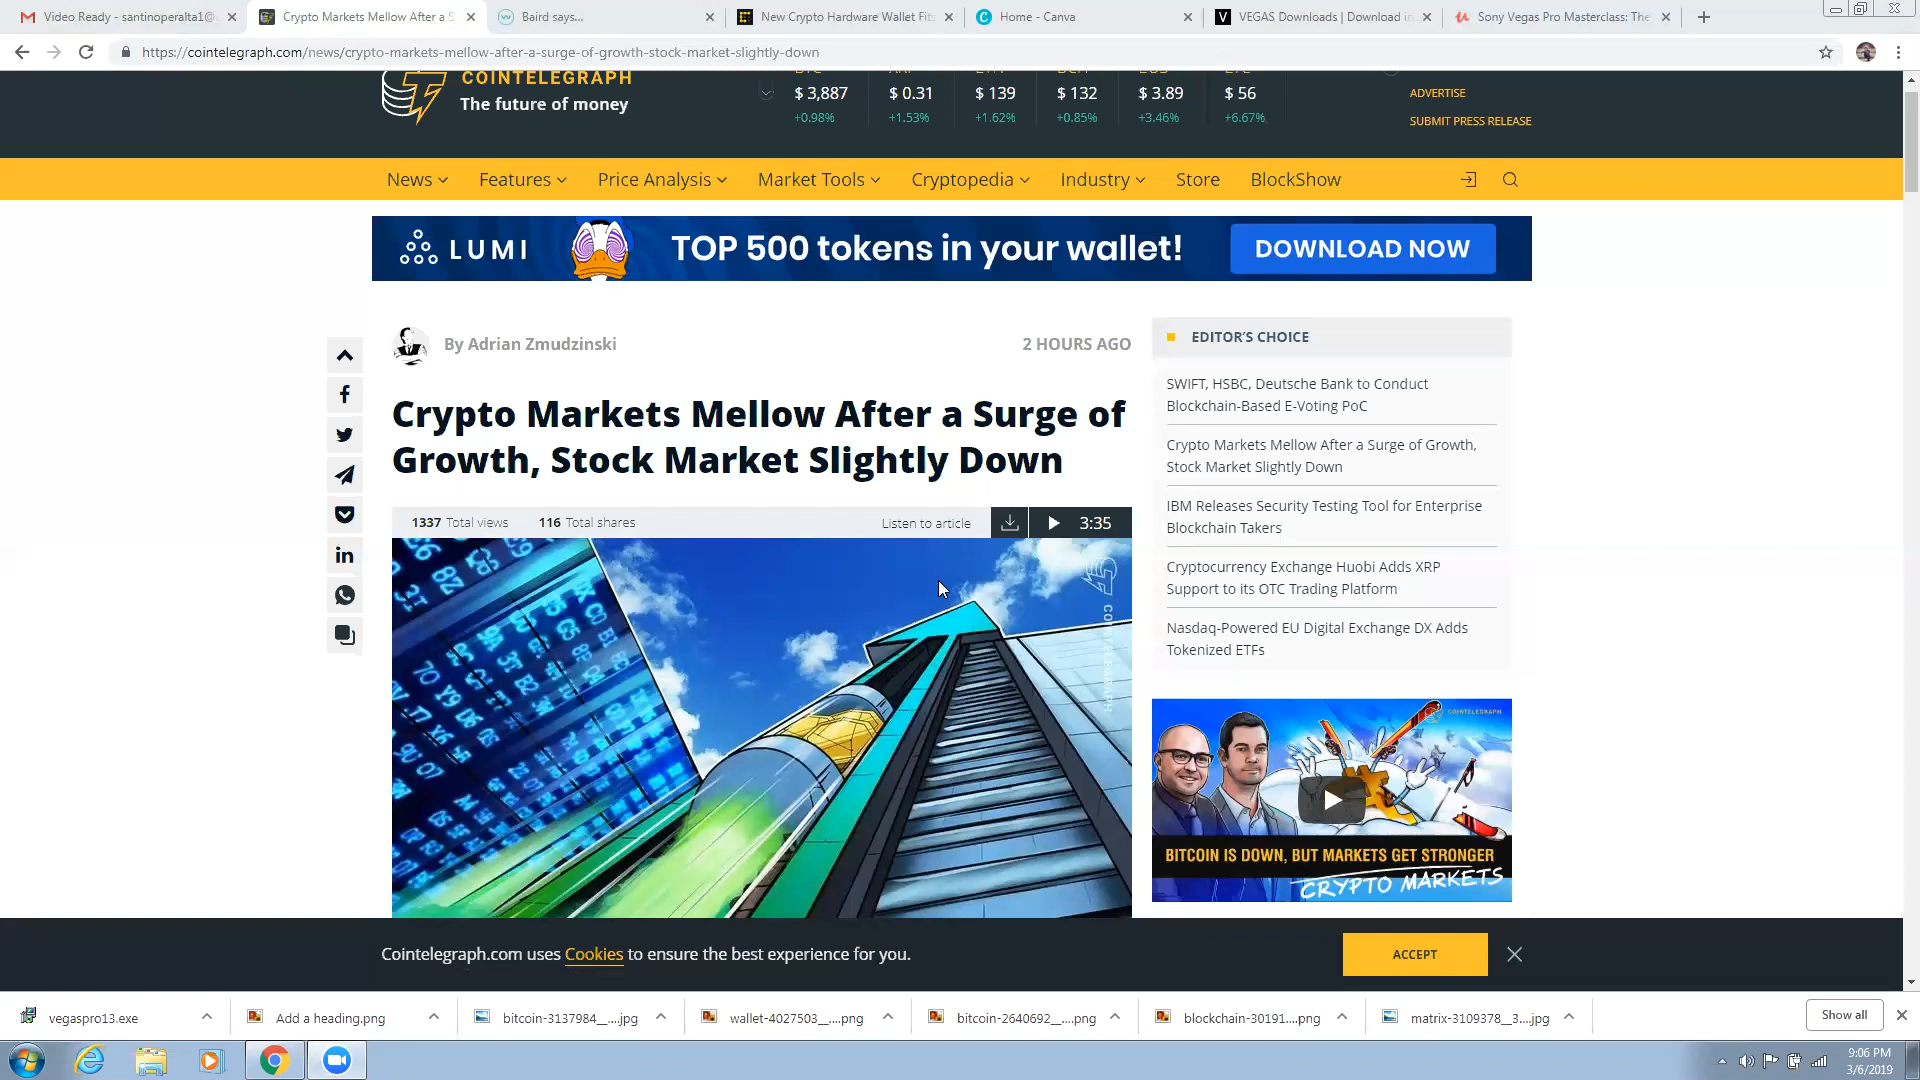 Video Ready - santinoperalta1@
Crypto Markets Mellow After a S
Baird says...
New Crypto Hardware Wallet Fits
Home - Canva
VEGAS Downloads | Download in
Sony Vegas Pro Masterclass: The
https://cointelegraph.com/news/crypto-markets-mellow-after-a-surge-of-growth-stock-market-slightly-down
COINTELEGRAPH
The future of money
$ 3,887 $ 0.31 $ 139 $ 132 $ 3.89 $ 56
+0.98% +1.53% +1.62% +0.85% +3.46% +6.67%
ADVERTISE
SUBMIT PRESS RELEASE
News Features Price Analysis Market Tools Cryptopedia Industry Store BlockShow
LUMI TOP 500 tokens in your wallet! DOWNLOAD NOW
By Adrian Zmudzinski 2 HOURS AGO
Crypto Markets Mellow After a Surge of
Growth, Stock Market Slightly Down
1337 Total views 116 Total shares Listen to article 3:35
EDITOR'S CHOICE
SWIFT, HSBC, Deutsche Bank to Conduct
Blockchain-Based E-Voting PoC
Crypto Markets Mellow After a Surge of Growth,
Stock Market Slightly Down
IBM Releases Security Testing Tool for Enterprise
Blockchain Takers
Cryptocurrency Exchange Huobi Adds XRP
Support to its OTC Trading Platform
Nasdaq-Powered EU Digital Exchange DX Adds
Tokenized ETFs
COINTELEGRAPH
BITCOIN IS DOWN, BUT MARKETS GET STRONGER
CRYPTO MARKETS
Cointelegraph.com uses Cookies to ensure the best experience for you.
ACCEPT
vegaspro13.exe
Add a heading.png
bitcoin-3137984__....jpg
wallet-4027503__....png
bitcoin-2640692__....png
blockchain-30191....png
matrix-3109378__3....jpg
Show all
9:06 PM
3/6/2019